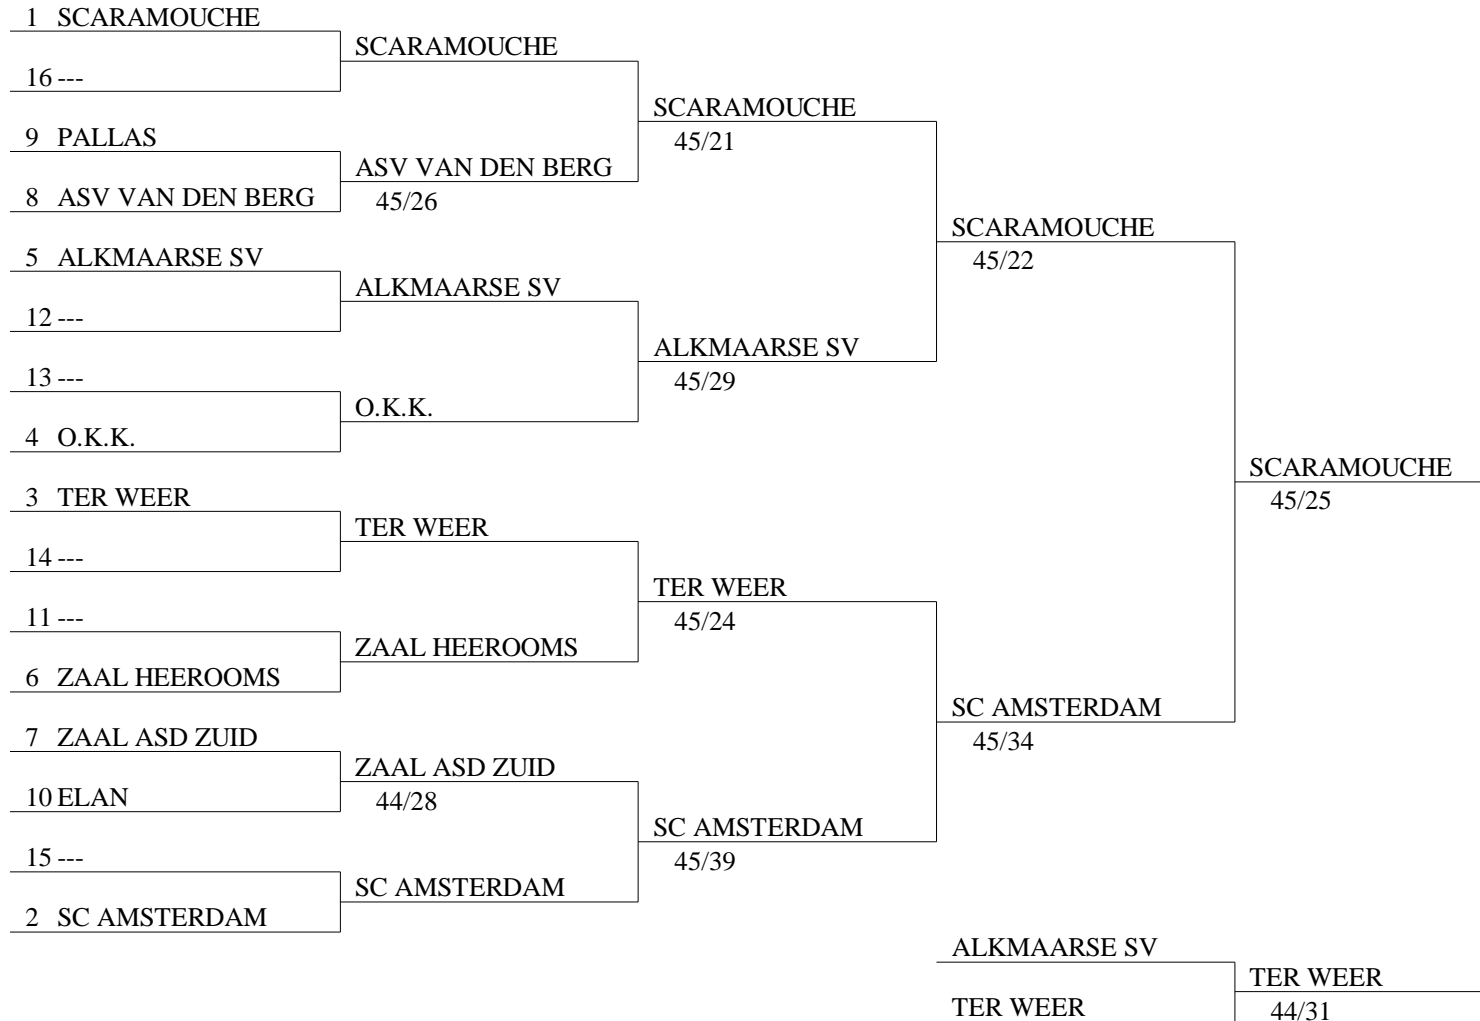 1 SCARAMOUCHE
SCARAMOUCHE
16 ---
SCARAMOUCHE
45/21
9 PALLAS
ASV VAN DEN BERG
45/26
8 ASV VAN DEN BERG
SCARAMOUCHE
45/22
5 ALKMAARSE SV
ALKMAARSE SV
12 ---
ALKMAARSE SV
45/29
13 ---
O.K.K.
4 O.K.K.
SCARAMOUCHE
45/25
3 TER WEER
TER WEER
14 ---
TER WEER
45/24
11 ---
ZAAL HEEROOMS
6 ZAAL HEEROOMS
SC AMSTERDAM
45/34
7 ZAAL ASD ZUID
ZAAL ASD ZUID
44/28
10 ELAN
SC AMSTERDAM
45/39
15 ---
SC AMSTERDAM
2 SC AMSTERDAM
ALKMAARSE SV
TER WEER
44/31
TER WEER